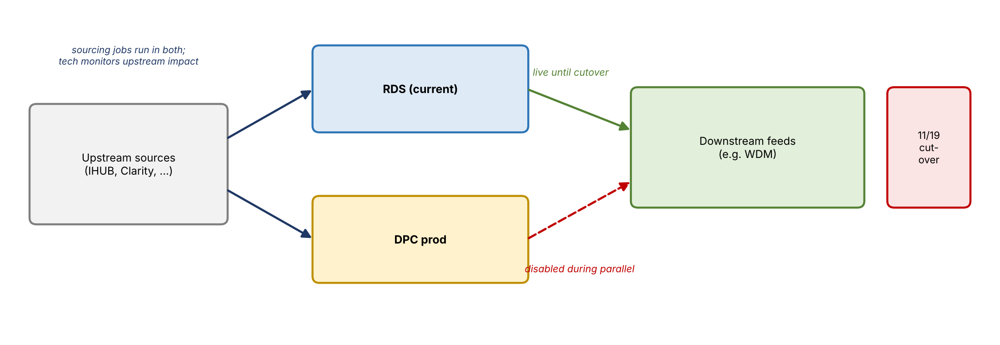 sourcing jobs run in both;
tech monitors upstream impact
Upstream sources
(IHUB, Clarity, ...)
RDS (current)
DPC prod
live until cutover
disabled during parallel
Downstream feeds
(e.g. WDM)
11/19
cut-
over